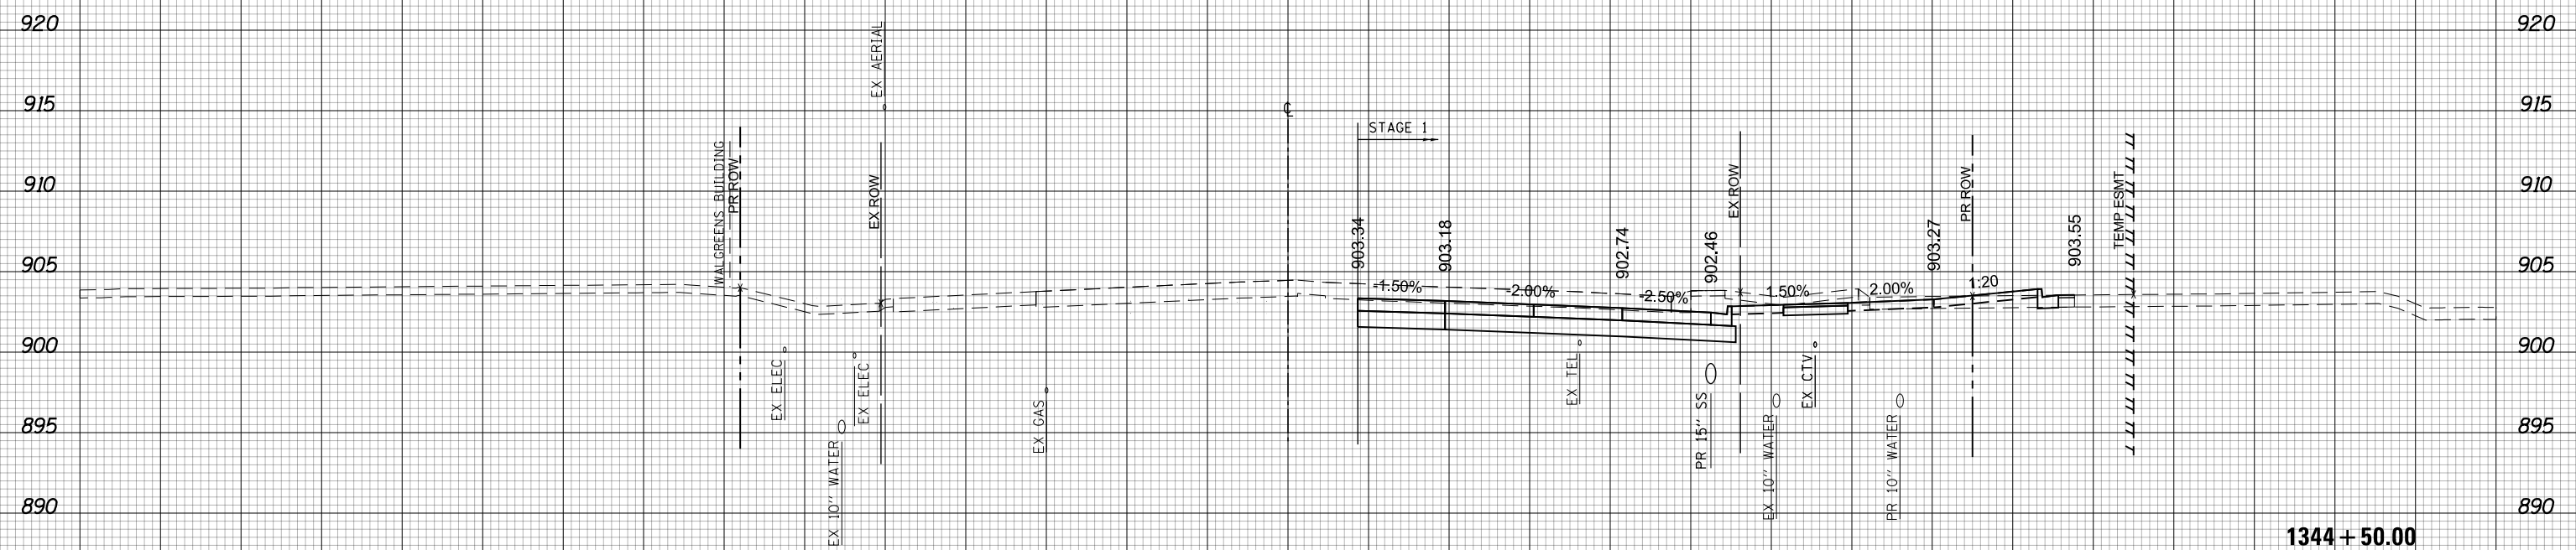 920
915
910
905
900
895
890
WALGREENS BUILDING
PR ROW
EX ELEC
EX 10'' WATER
EX ELEC
EX AERIAL
EX ROW
EX GAS
℄
STAGE 1
903.34
-1.50%
903.18
-2.00%
EX TEL
902.74
-2.50%
902.46
PR 15'' SS
EX ROW
EX 10'' WATER
1.50%
EX CTV
2.00%
PR 10'' WATER
903.27
PR ROW
1:20
903.55
TEMP ESMT
920
915
910
905
900
895
890
1344+50.00